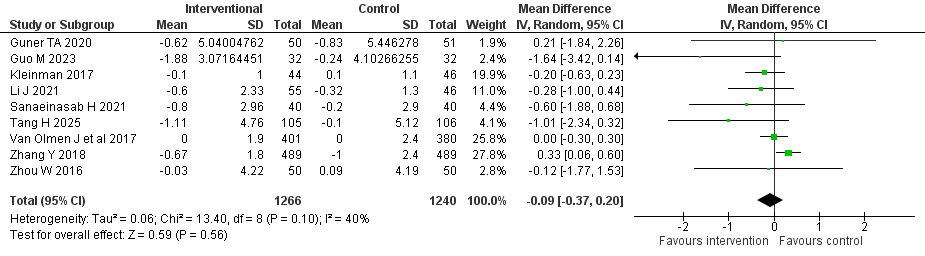 Interventional Control Mean Difference Mean Difference
Study or Subgroup Mean SD Total Mean SD Total Weight IV, Random, 95% CI IV, Random, 95% CI
Guner TA 2020 -0.62 5.04004762 50 -0.83 5.446278 51 1.9% 0.21 [-1.84, 2.26]
Guo M 2023 -1.88 3.07164451 32 -0.24 4.10266255 32 2.4% -1.64 [-3.42, 0.14]
Kleinman 2017 -0.1 1 44 0.1 1.1 46 16.2% -0.20 [-0.63, 0.23]
Li J 2021 -0.6 2.33 55 -0.32 1.3 46 11.0% -0.28 [-1.00, 0.44]
Sanaeinasab H 2021 -0.8 2.96 40 -0.2 2.9 40 4.4% -0.60 [-1.88, 0.68]
Tang H 2025 -1.11 4.76 105 -0.1 5.12 106 4.1% -1.01 [-2.34, 0.32]
Van Olmen J et al 2017 0 1.9 401 0 2.4 380 25.8% 0.00 [-0.30, 0.30]
Zhang Y 2018 -0.67 1.8 489 -1 2.4 489 27.8% 0.33 [0.06, 0.60]
Zhou W 2016 -0.03 4.22 50 0.09 4.19 50 6.5% -0.12 [-1.77, 1.53]
Total (95% CI) 1266 1240 100.0% -0.09 [-0.37, 0.20]
Heterogeneity: Tau² = 0.06; Chi² = 13.40, df = 8 (P = 0.10); I² = 40%
Test for overall effect: Z = 0.59 (P = 0.56)
-2 -1 0 1 2
Favours intervention Favours control